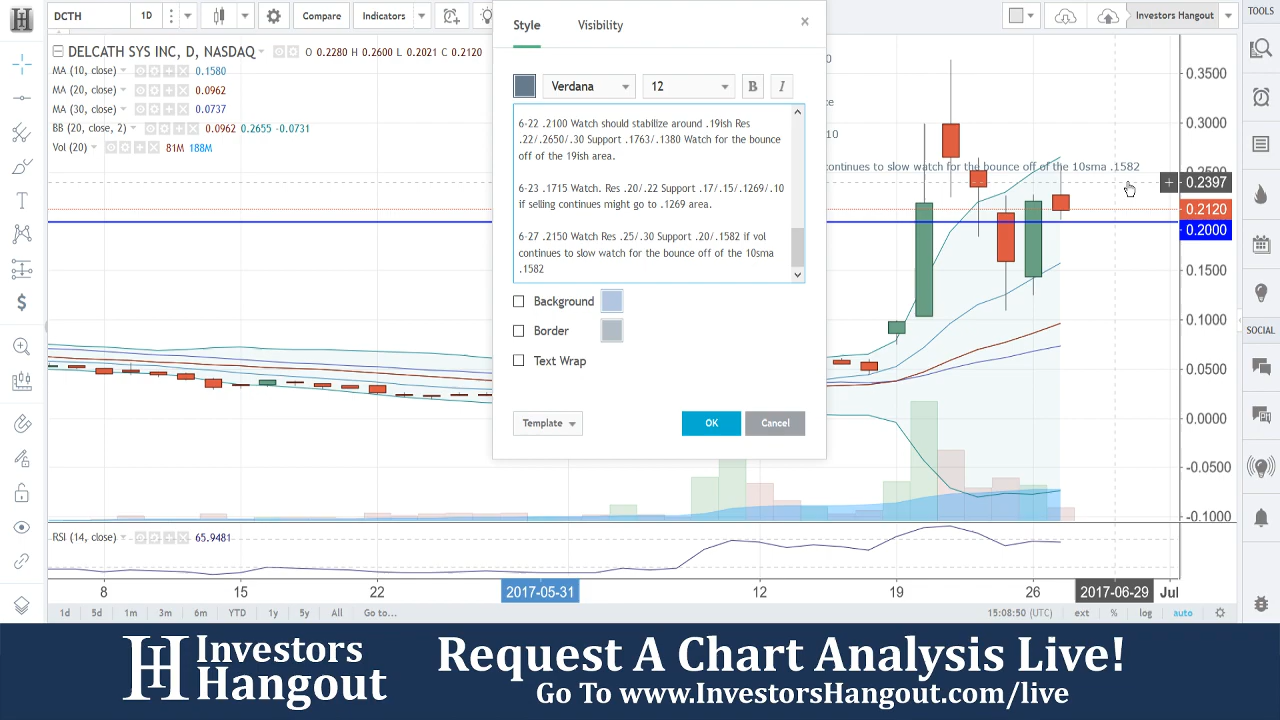 DCTH
1D
Compare
Indicators
Investors Hangout
TOOLS
DELCATH SYS INC, D, NASDAQ
O 0.2280 H 0.2600 L 0.2021 C 0.2120
MA (10, close) 0.1580
MA (20, close) 0.0962
MA (30, close) 0.0737
BB (20, close, 2) 0.0962 0.2655 -0.0731
Vol (20) 81M 188M
Style
Visibility
×
Verdana
12
B
I
6-22 .2100 Watch should stabilize around .19ish Res
.22/.2650/.30 Support .1763/.1380 Watch for the bounce
off of the 19ish area.
6-23 .1715 Watch. Res .20/.22 Support .17/.15/.1269/.10
if selling continues might go to .1269 area.
6-27 .2150 Watch Res .25/.30 Support .20/.1582 if vol
continues to slow watch for the bounce off of the 10sma
.1582
Background
Border
Text Wrap
Template
OK
Cancel
continues to slow watch for the bounce off of the 10sma .1582
0.3500
0.3000
0.2397
0.2120
0.2000
0.1500
0.1000
0.0500
0.0000
-0.0500
-0.1000
SOCIAL
RSI (14, close) 65.9481
8
15
22
2017-05-31
12
19
26
2017-06-29
Jul
1d
5d
1m
3m
6m
YTD
1y
5y
All
Go to...
15:08:50 (UTC)
ext
%
log
auto
Investors
Hangout
Request A Chart Analysis Live!
Go To www.InvestorsHangout.com/live